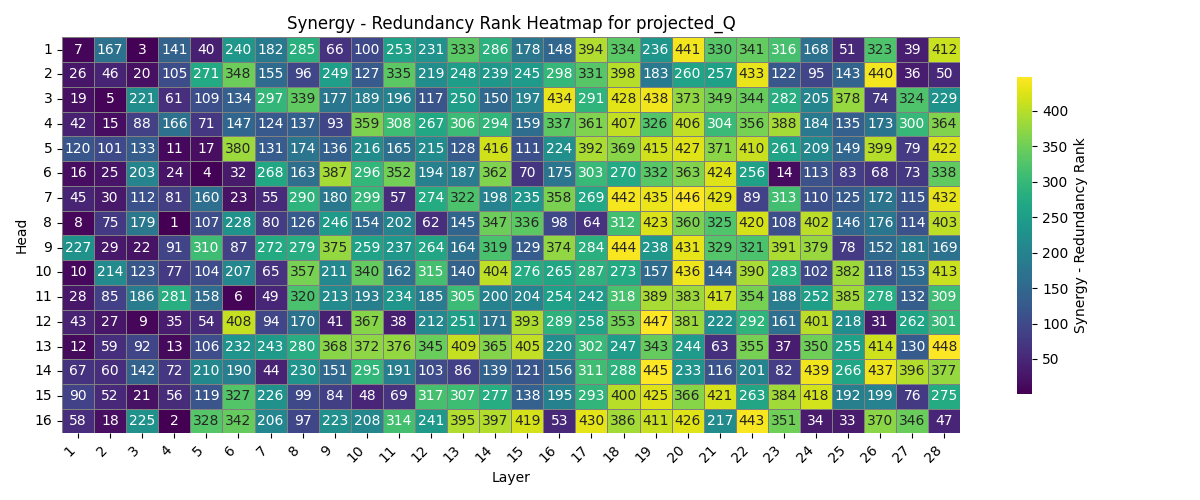 Synergy - Redundancy Rank Heatmap for projected_Q
1 7 167 3 141 40 240 182 285 66 100 253 231 333 286 178 148 394 334 236 441 330 341 316 168 51 323 39 412
2 26 46 20 105 271 348 155 96 249 127 335 219 248 239 245 298 331 398 183 260 257 433 122 95 143 440 36 50
3 19 5 221 61 109 134 297 339 177 189 196 117 250 150 197 434 291 428 438 373 349 344 282 205 378 74 324 229
4 42 15 88 166 71 147 124 137 93 359 308 267 306 294 159 337 361 407 326 406 304 356 388 184 135 173 300 364
5 120 101 133 11 17 380 131 174 136 216 165 215 128 416 111 224 392 369 415 427 371 410 261 209 149 399 79 422
6 16 25 203 24 4 32 268 163 387 296 352 194 187 362 70 175 303 270 332 363 424 256 14 113 83 68 73 338
7 45 30 112 81 160 23 55 290 180 299 57 274 322 198 235 358 269 442 435 446 429 89 313 110 125 172 115 432
8 8 75 179 1 107 228 80 126 246 154 202 62 145 347 336 98 64 312 423 360 325 420 108 402 146 176 114 403
9 227 29 22 91 310 87 272 279 375 259 237 264 164 319 129 374 284 444 238 431 329 321 391 379 78 152 181 169
10 10 214 123 77 104 207 65 357 211 340 162 315 140 404 276 265 287 273 157 436 144 390 283 102 382 118 153 413
11 28 85 186 281 158 6 49 320 213 193 234 185 305 200 204 254 242 318 389 383 417 354 188 252 385 278 132 309
12 43 27 9 35 54 408 94 170 41 367 38 212 251 171 393 289 258 353 447 381 222 292 161 401 218 31 262 301
13 12 59 92 13 106 232 243 280 368 372 376 345 409 365 405 220 302 247 343 244 63 355 37 350 255 414 130 448
14 67 60 142 72 210 190 44 230 151 295 191 103 86 139 121 156 311 288 445 233 116 201 82 439 266 437 396 377
15 90 52 21 56 119 327 226 99 84 48 69 317 307 277 138 195 293 400 425 366 421 263 384 418 192 199 76 275
16 58 18 225 2 328 342 206 97 223 208 314 241 395 397 419 53 430 386 411 426 217 443 351 34 33 370 346 47
1 2 3 4 5 6 7 8 9 10 11 12 13 14 15 16 17 18 19 20 21 22 23 24 25 26 27 28
Layer
Head
400
350
300
250
200
150
100
50
Synergy - Redundancy Rank